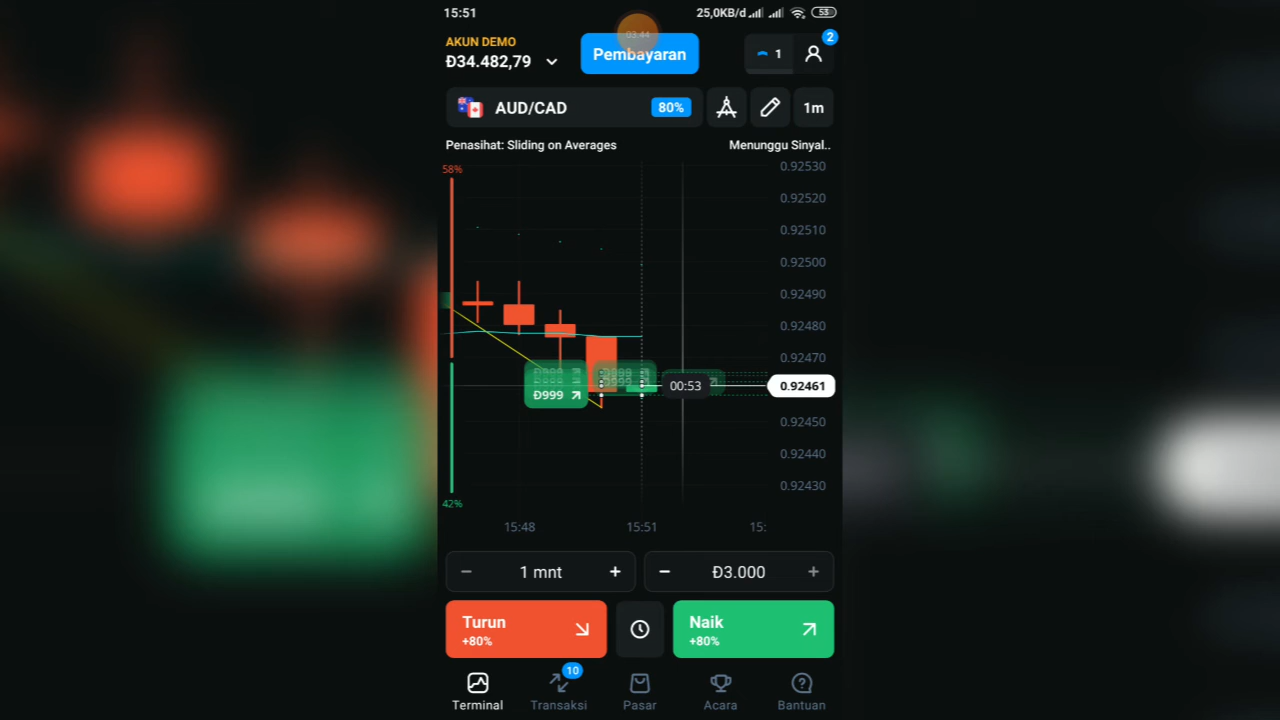 15:51
25,0KB/d
53
03:44
AKUN DEMO
Đ34.482,79
Pembayaran
1
2
AUD/CAD
80%
1m
Penasihat: Sliding on Averages
Menunggu Sinyal..
58%
0.92530
0.92520
0.92510
0.92500
0.92490
0.92480
0.92470
Đ999
00:53
0.92461
0.92450
0.92440
0.92430
42%
15:48
15:51
15:
1 mnt
Đ3.000
Turun
+80%
Naik
+80%
10
Terminal
Transaksi
Pasar
Acara
Bantuan